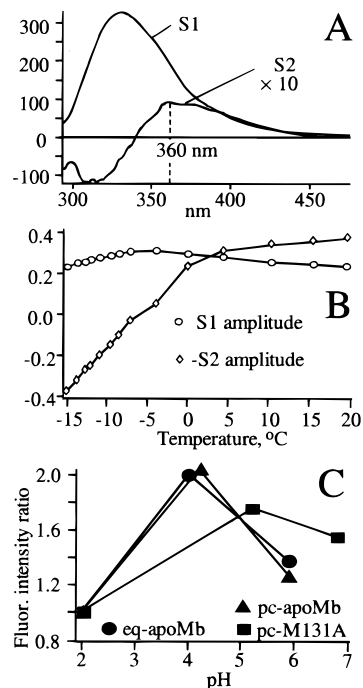 300
200
100
0
-100
A
S1
S2
× 10
360 nm
300 350 400 450
nm
0.4
0.2
0.0
-0.2
-0.4
B
S1 amplitude
-S2 amplitude
-15 -10 -5 0 5 10 15 20
Temperature, °C
C
Fluor. intensity ratio
2.0
1.6
1.2
0.8
pc-apoMb
eq-apoMb
pc-M131A
2 3 4 5 6 7
pH